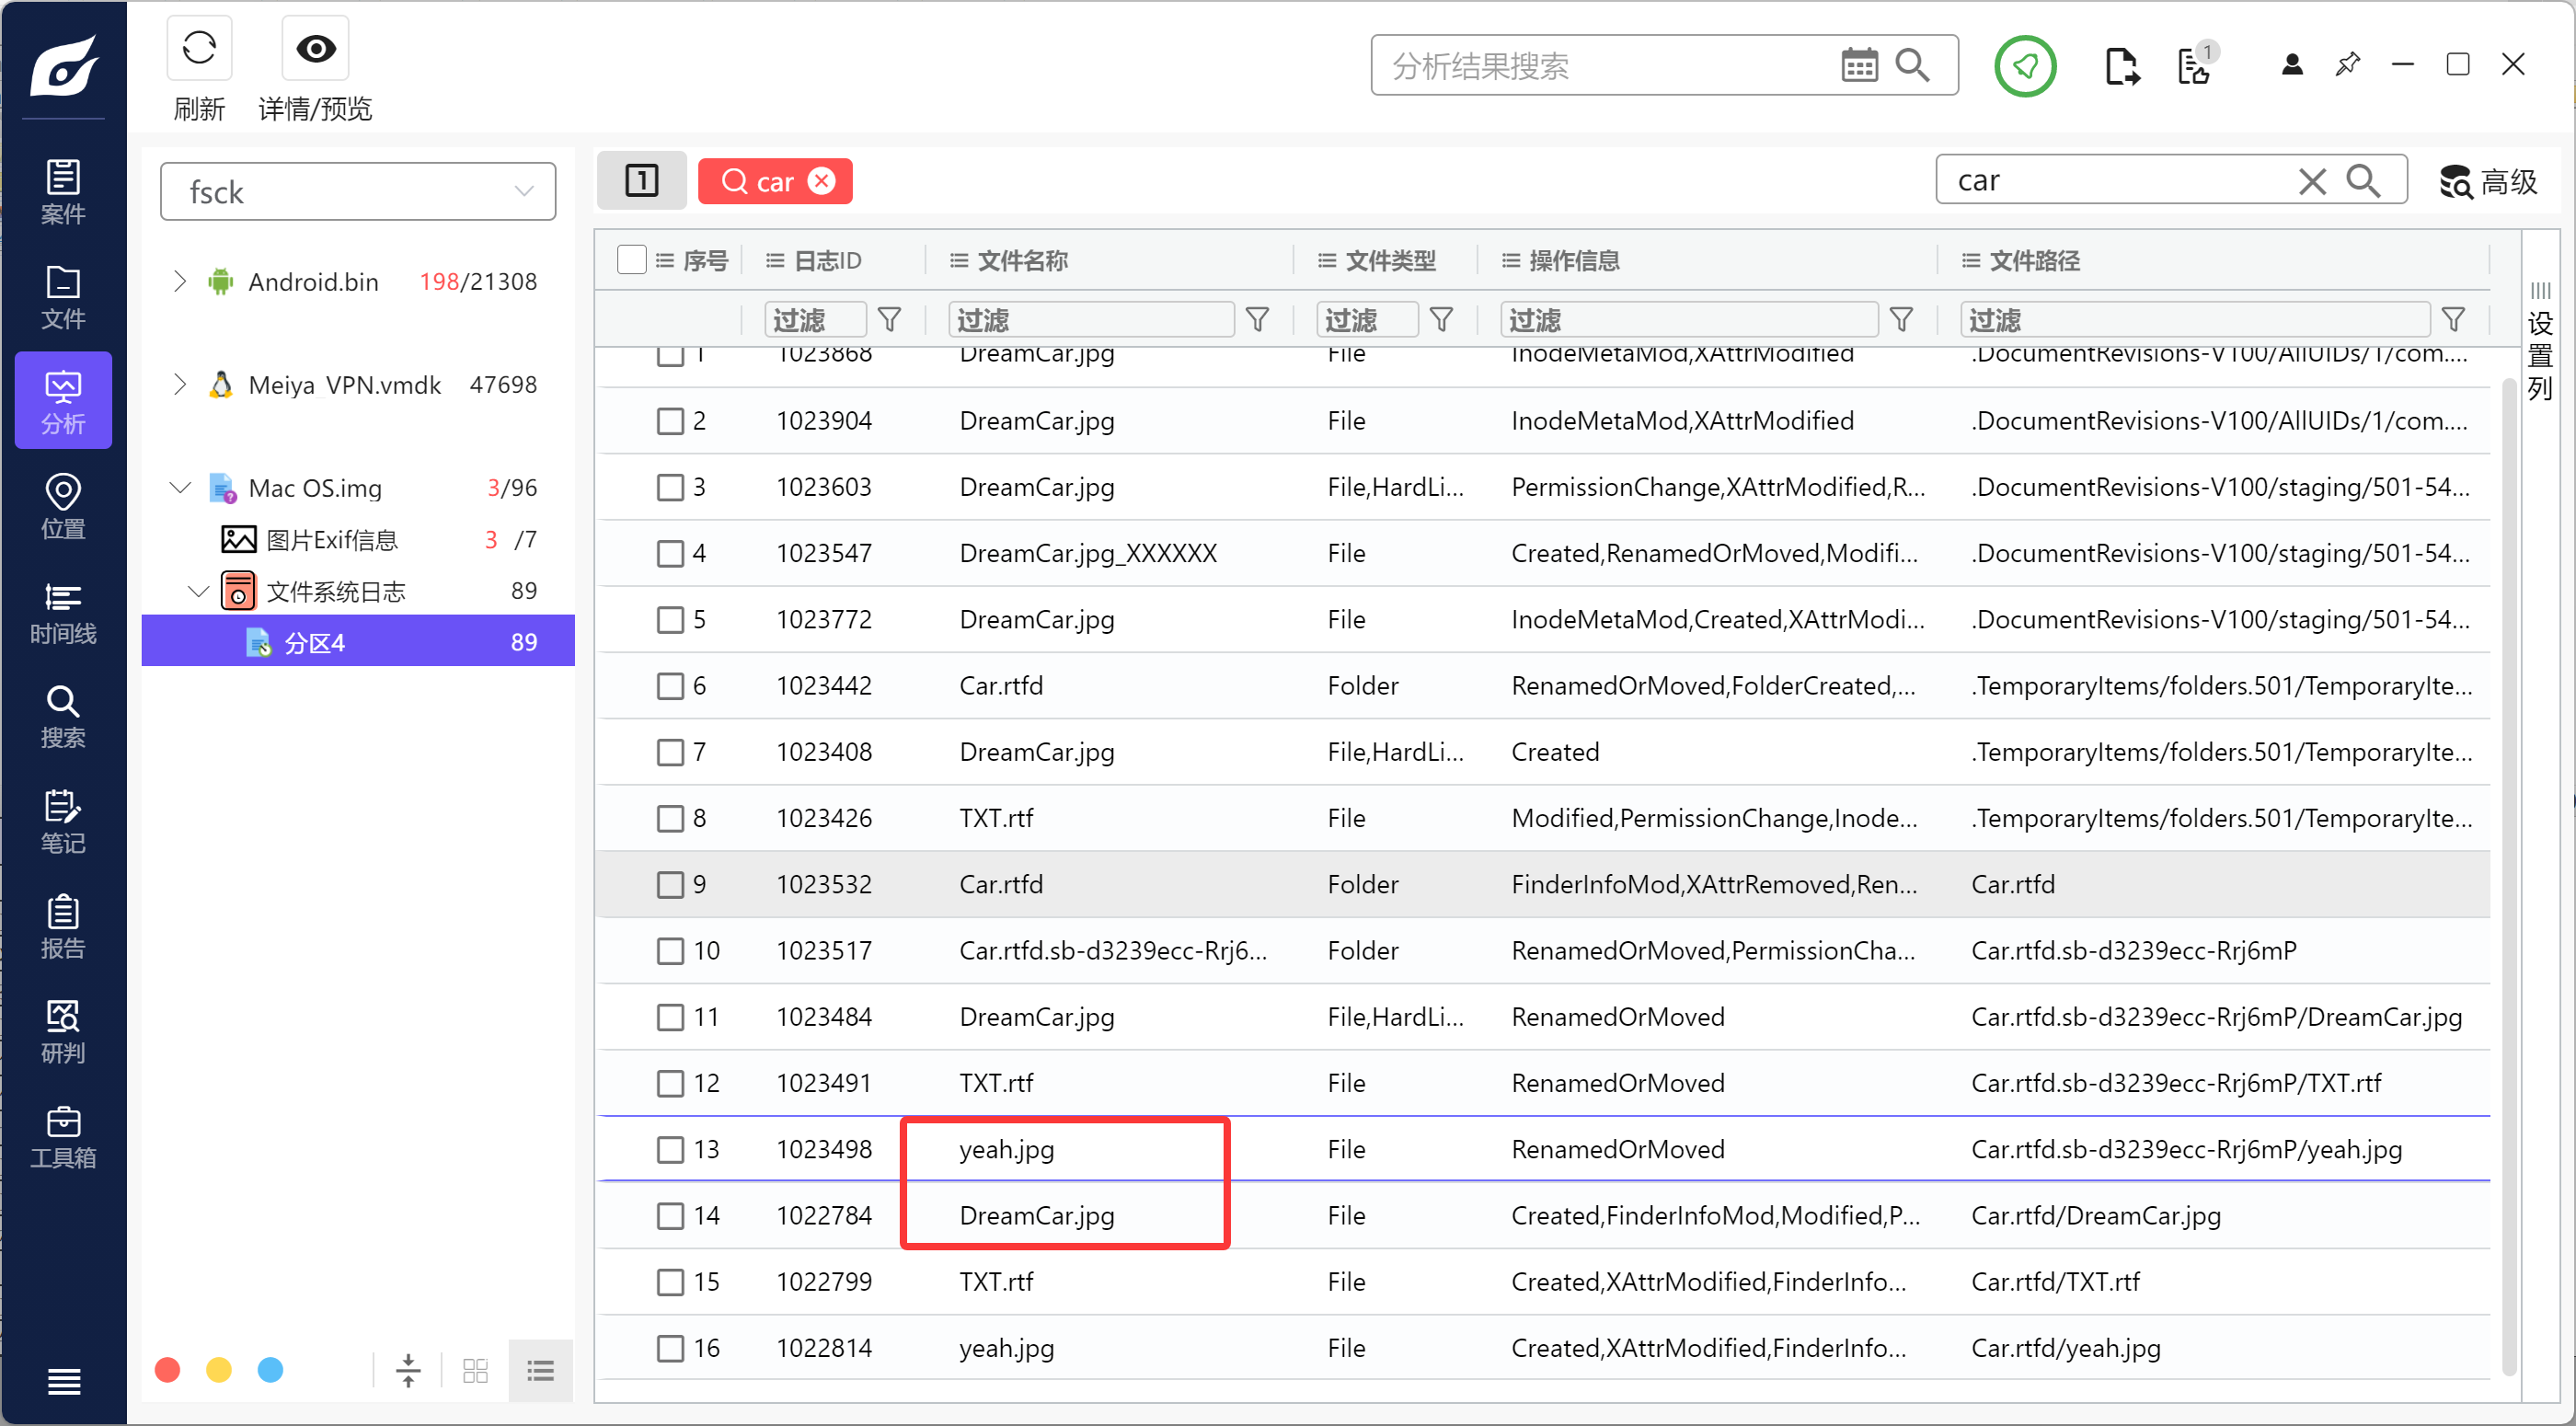 刷新
详情/预览
分析结果搜索
1
案件
文件
分析
位置
时间线
搜索
笔记
报告
研判
工具箱
fsck
Android.bin 198/21308
Meiya_VPN.vmdk 47698
Mac OS.img 3/96
图片Exif信息 3 /7
文件系统日志 89
分区4 89
1
car
car
高级
序号 日志ID 文件名称 文件类型 操作信息 文件路径
过滤 过滤 过滤 过滤 过滤
设置列
1 1023868 DreamCar.jpg File InodeMetaMod,XAttrModified .DocumentRevisions-V100/AllUIDs/1/com....
2 1023904 DreamCar.jpg File InodeMetaMod,XAttrModified .DocumentRevisions-V100/AllUIDs/1/com....
3 1023603 DreamCar.jpg File,HardLi... PermissionChange,XAttrModified,R... .DocumentRevisions-V100/staging/501-54...
4 1023547 DreamCar.jpg_XXXXXX File Created,RenamedOrMoved,Modifi... .DocumentRevisions-V100/staging/501-54...
5 1023772 DreamCar.jpg File InodeMetaMod,Created,XAttrModi... .DocumentRevisions-V100/staging/501-54...
6 1023442 Car.rtfd Folder RenamedOrMoved,FolderCreated,... .TemporaryItems/folders.501/TemporaryIte...
7 1023408 DreamCar.jpg File,HardLi... Created .TemporaryItems/folders.501/TemporaryIte...
8 1023426 TXT.rtf File Modified,PermissionChange,Inode... .TemporaryItems/folders.501/TemporaryIte...
9 1023532 Car.rtfd Folder FinderInfoMod,XAttrRemoved,Ren... Car.rtfd
10 1023517 Car.rtfd.sb-d3239ecc-Rrj6... Folder RenamedOrMoved,PermissionCha... Car.rtfd.sb-d3239ecc-Rrj6mP
11 1023484 DreamCar.jpg File,HardLi... RenamedOrMoved Car.rtfd.sb-d3239ecc-Rrj6mP/DreamCar.jpg
12 1023491 TXT.rtf File RenamedOrMoved Car.rtfd.sb-d3239ecc-Rrj6mP/TXT.rtf
13 1023498 yeah.jpg File RenamedOrMoved Car.rtfd.sb-d3239ecc-Rrj6mP/yeah.jpg
14 1022784 DreamCar.jpg File Created,FinderInfoMod,Modified,P... Car.rtfd/DreamCar.jpg
15 1022799 TXT.rtf File Created,XAttrModified,FinderInfo... Car.rtfd/TXT.rtf
16 1022814 yeah.jpg File Created,XAttrModified,FinderInfo... Car.rtfd/yeah.jpg